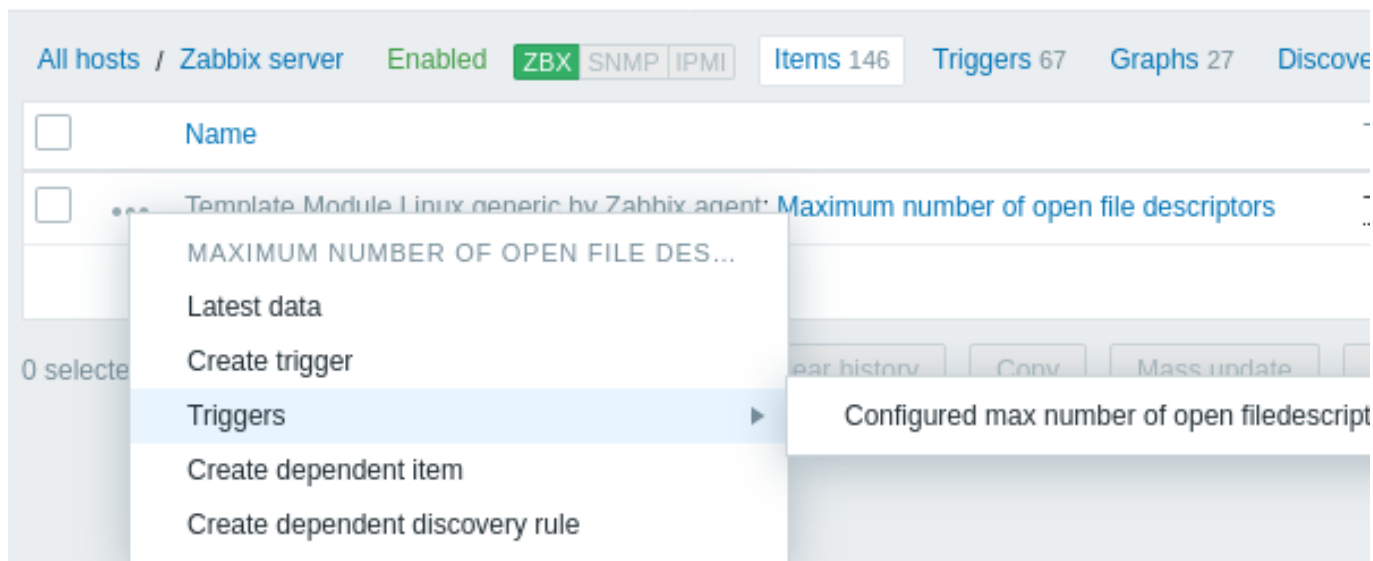 All hosts / Zabbix server Enabled ZBX SNMP IPMI Items 146 Triggers 67 Graphs 27 Discove
Name
Template Module Linux generic by Zabbix agent: Maximum number of open file descriptors
MAXIMUM NUMBER OF OPEN FILE DES...
Latest data
Create trigger
0 selecte ear history Copy Mass update
Triggers Configured max number of open filedescript
Create dependent item
Create dependent discovery rule